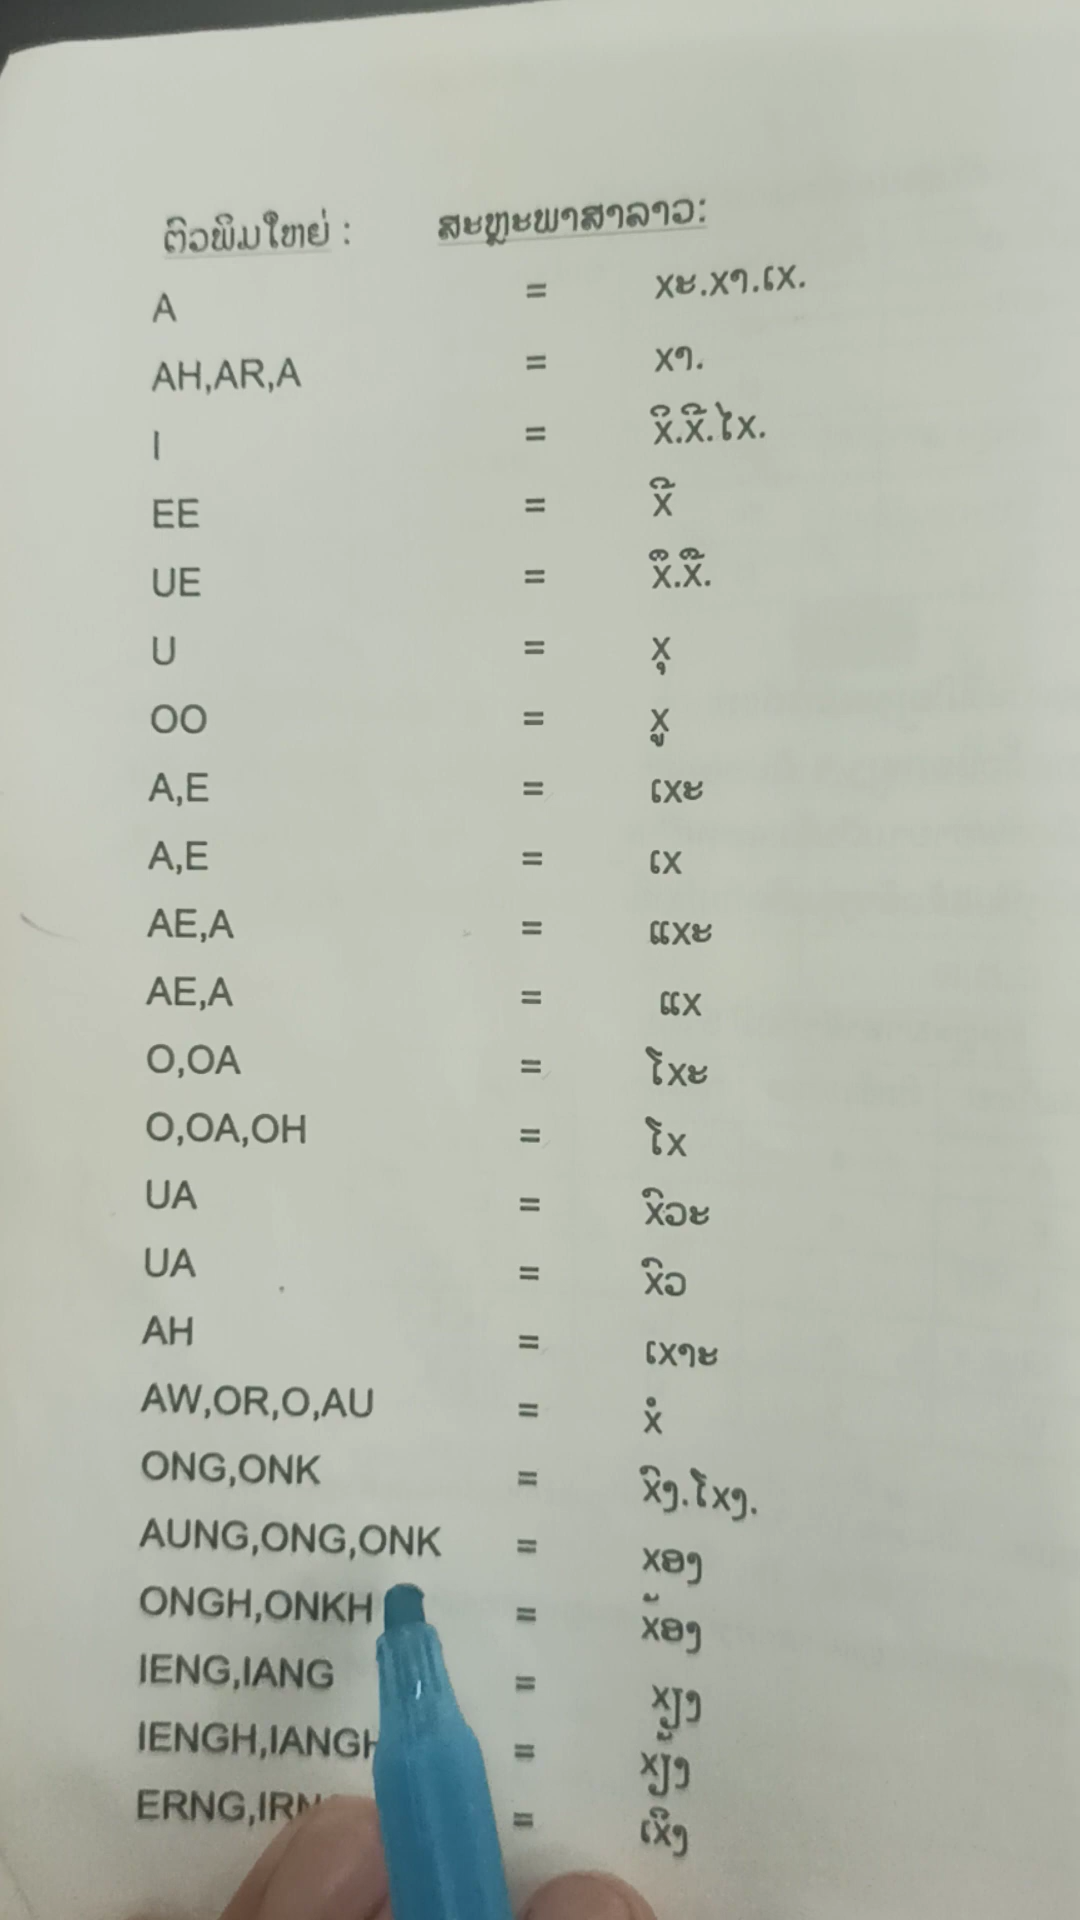 ຕົວພິມໃຫຍ່ : ສະຫຼະພາສາລາວ:
A = xະ.xາ.ເx.
AH,AR,A = xາ.
I = xິ.xີ.ໄx.
EE = xີ
UE = xຶ.xື.
U = xຸ
OO = xູ
A,E = ເxະ
A,E = ເx
AE,A = ແxະ
AE,A = ແx
O,OA = ໂxະ
O,OA,OH = ໂx
UA = xົວະ
UA = xົວ
AH = ເxາະ
AW,OR,O,AU = xໍ
ONG,ONK = xົງ.ໂxງ.
AUNG,ONG,ONK = xອງ
ONGH,ONKH = x້ອງ
IENG,IANG = xຽງ
IENGH,IANGH = x້ຽງ
ERNG, = ເxີງ